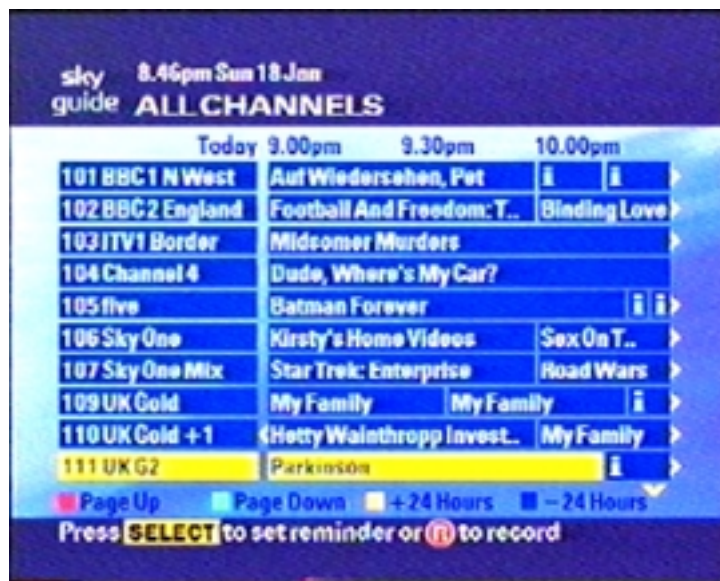 sky 8.46pm Sun 18 Jan
guide ALL CHANNELS
Today 9.00pm 9.30pm 10.00pm
101 BBC1 N West Auf Wiedersehen, Pet i i
102 BBC2 England Football And Freedom: T.. Binding Love
103 ITV1 Border Midsomer Murders
104 Channel 4 Dude, Where's My Car?
105 five Batman Forever i i
106 Sky One Kirsty's Home Videos Sex On T..
107 Sky One Mix Star Trek: Enterprise Road Wars
109 UK Gold My Family My Family i
110 UK Gold +1 Hetty Wainthropp Invest.. My Family
111 UK G2 Parkinson i
Page Up Page Down +24 Hours -24 Hours
Press SELECT to set reminder or R to record